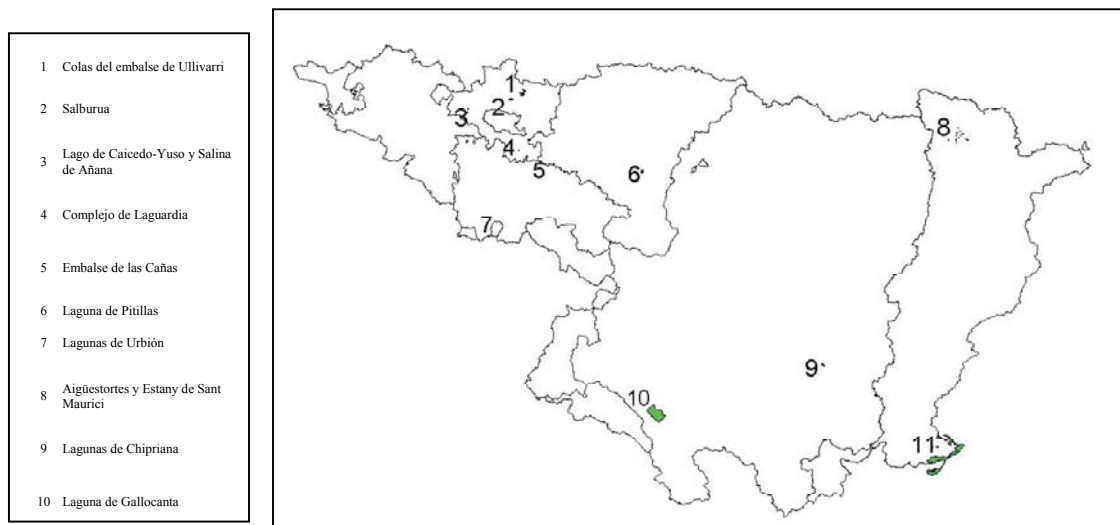 1 Colas del embalse de Ullivarri
2 Salburua
3 Lago de Caicedo-Yuso y Salina
de Añana
4 Complejo de Laguardia
5 Embalse de las Cañas
6 Laguna de Pitillas
7 Lagunas de Urbión
8 Aigüestortes y Estany de Sant
Maurici
9 Lagunas de Chipriana
10 Laguna de Gallocanta
1
2
3
4
5
6
7
8
9
10
11